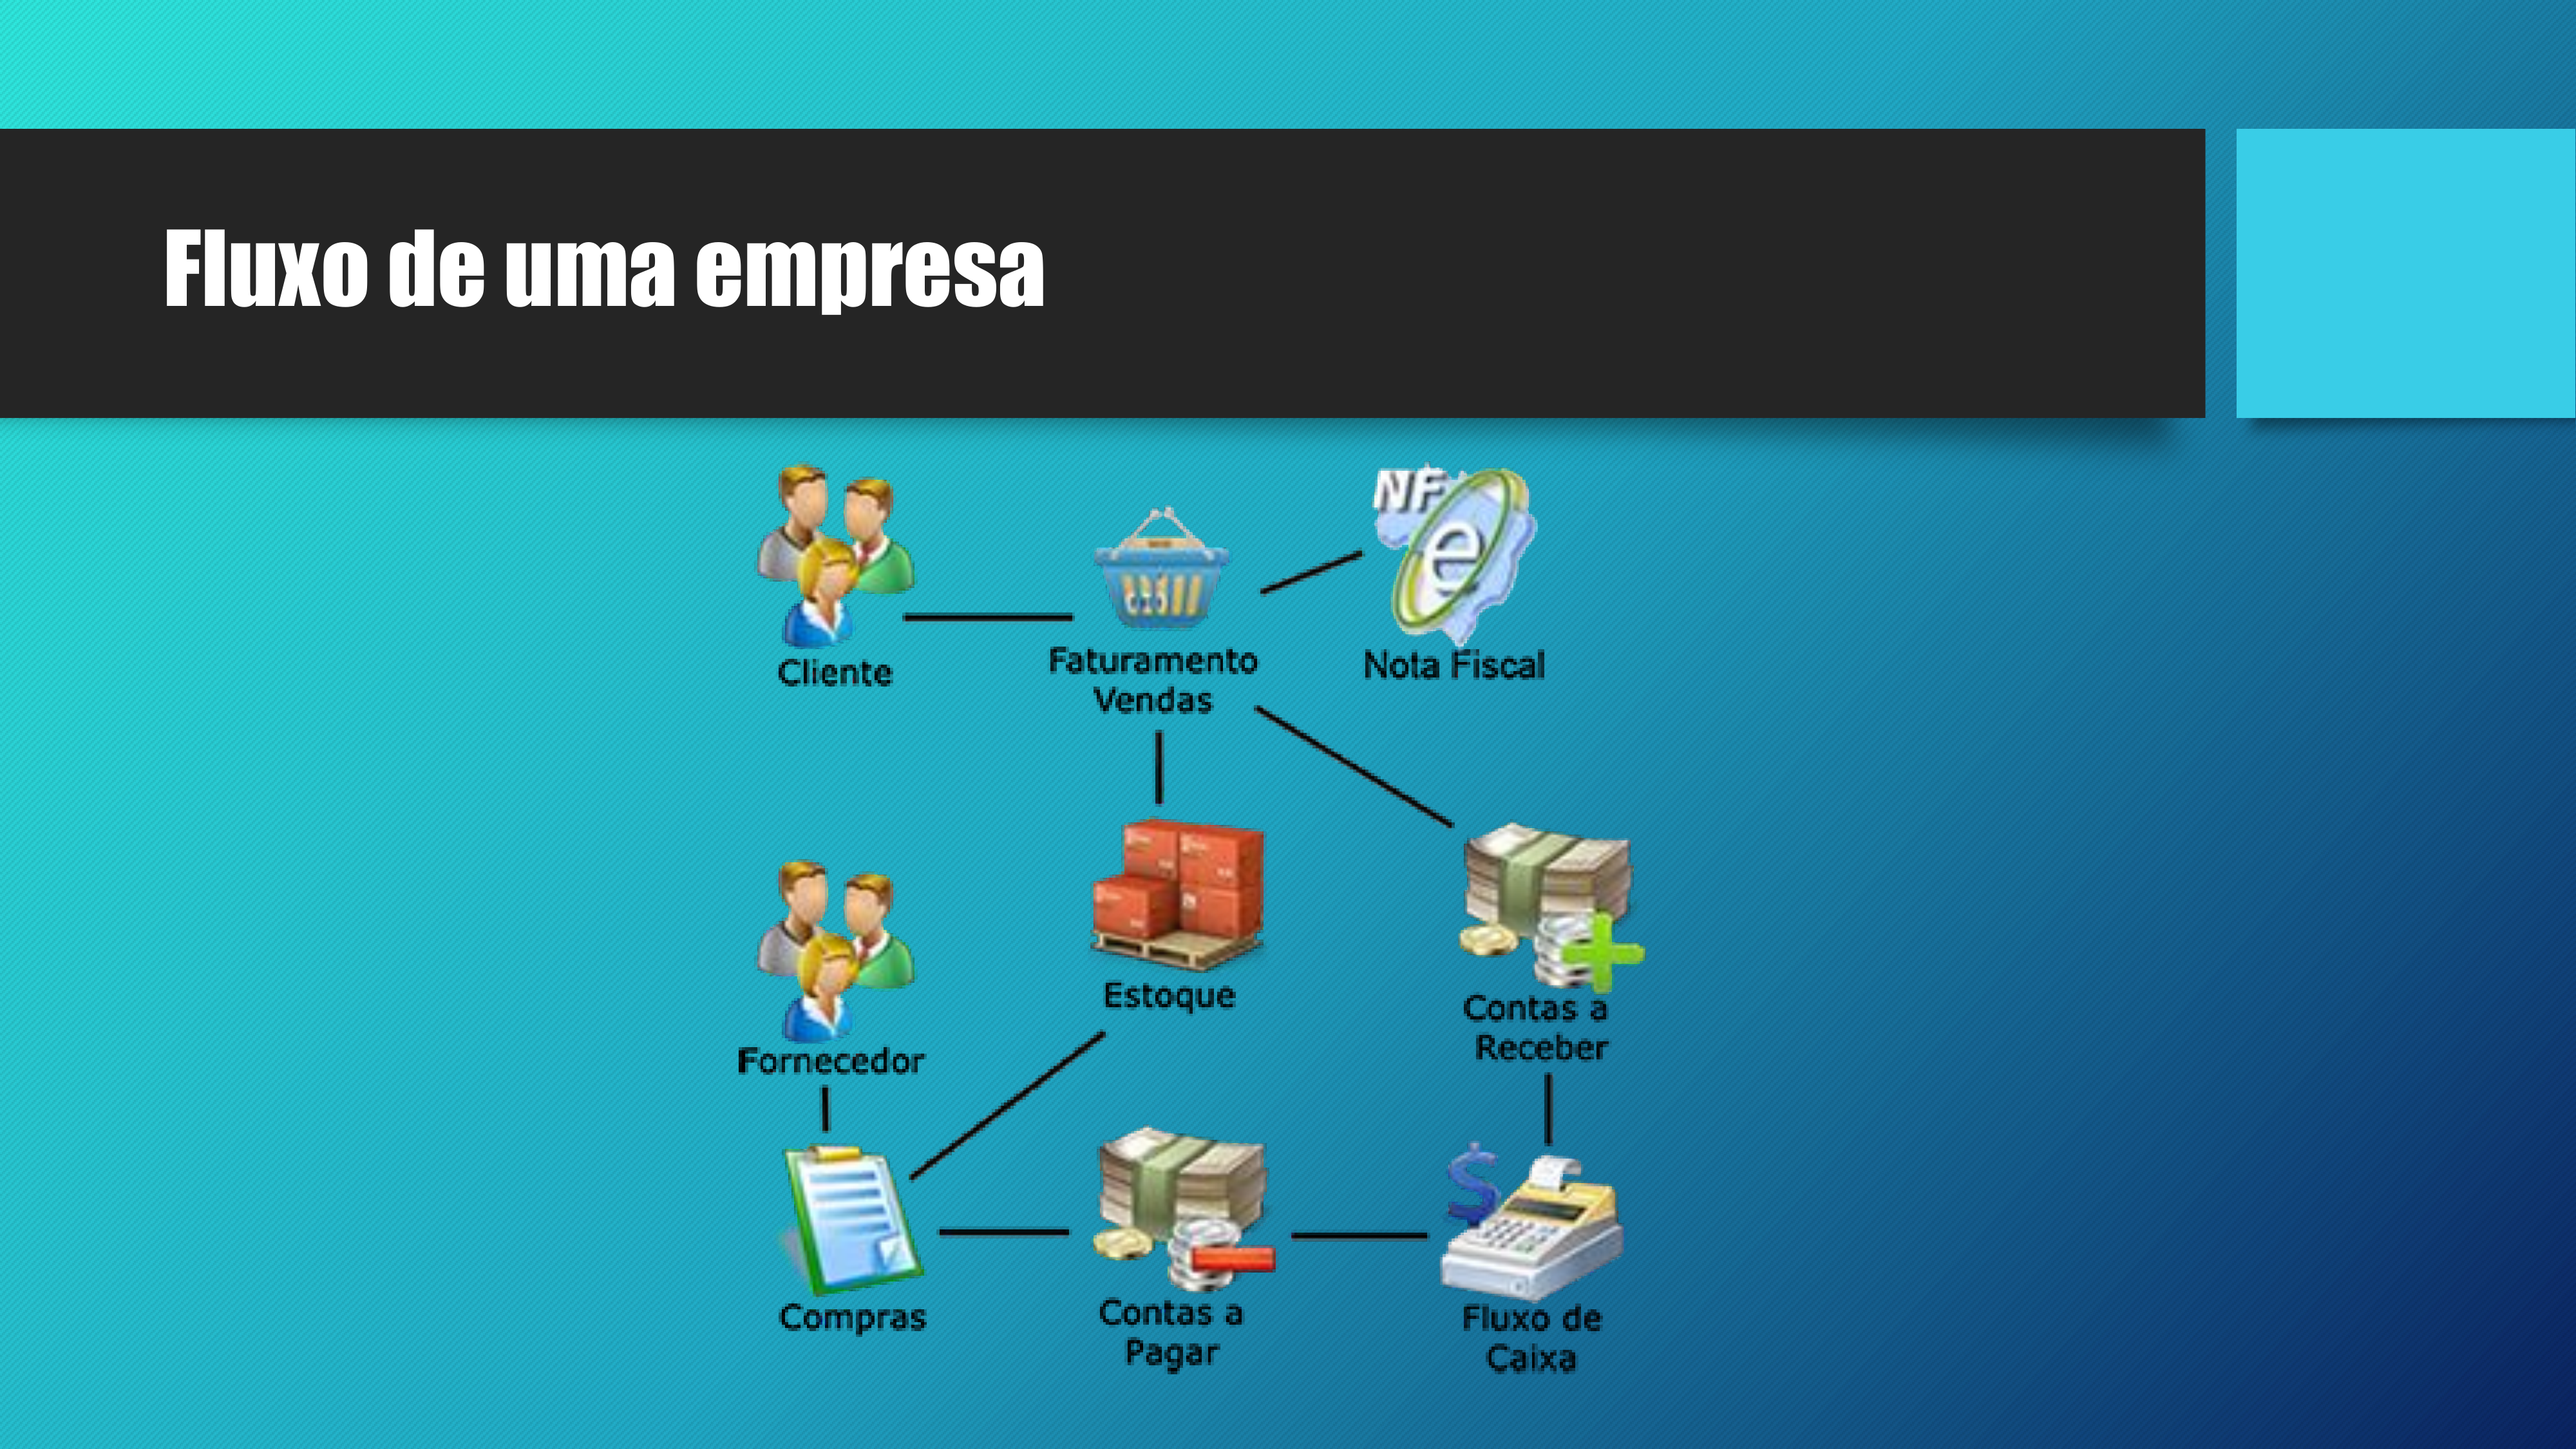 Fluxo de uma empresa
NF
e
Cliente
Faturamento
Vendas
Nota Fiscal
Estoque
Contas a
Receber
Fornecedor
$
Compras
Contas a
Pagar
Fluxo de
Caixa